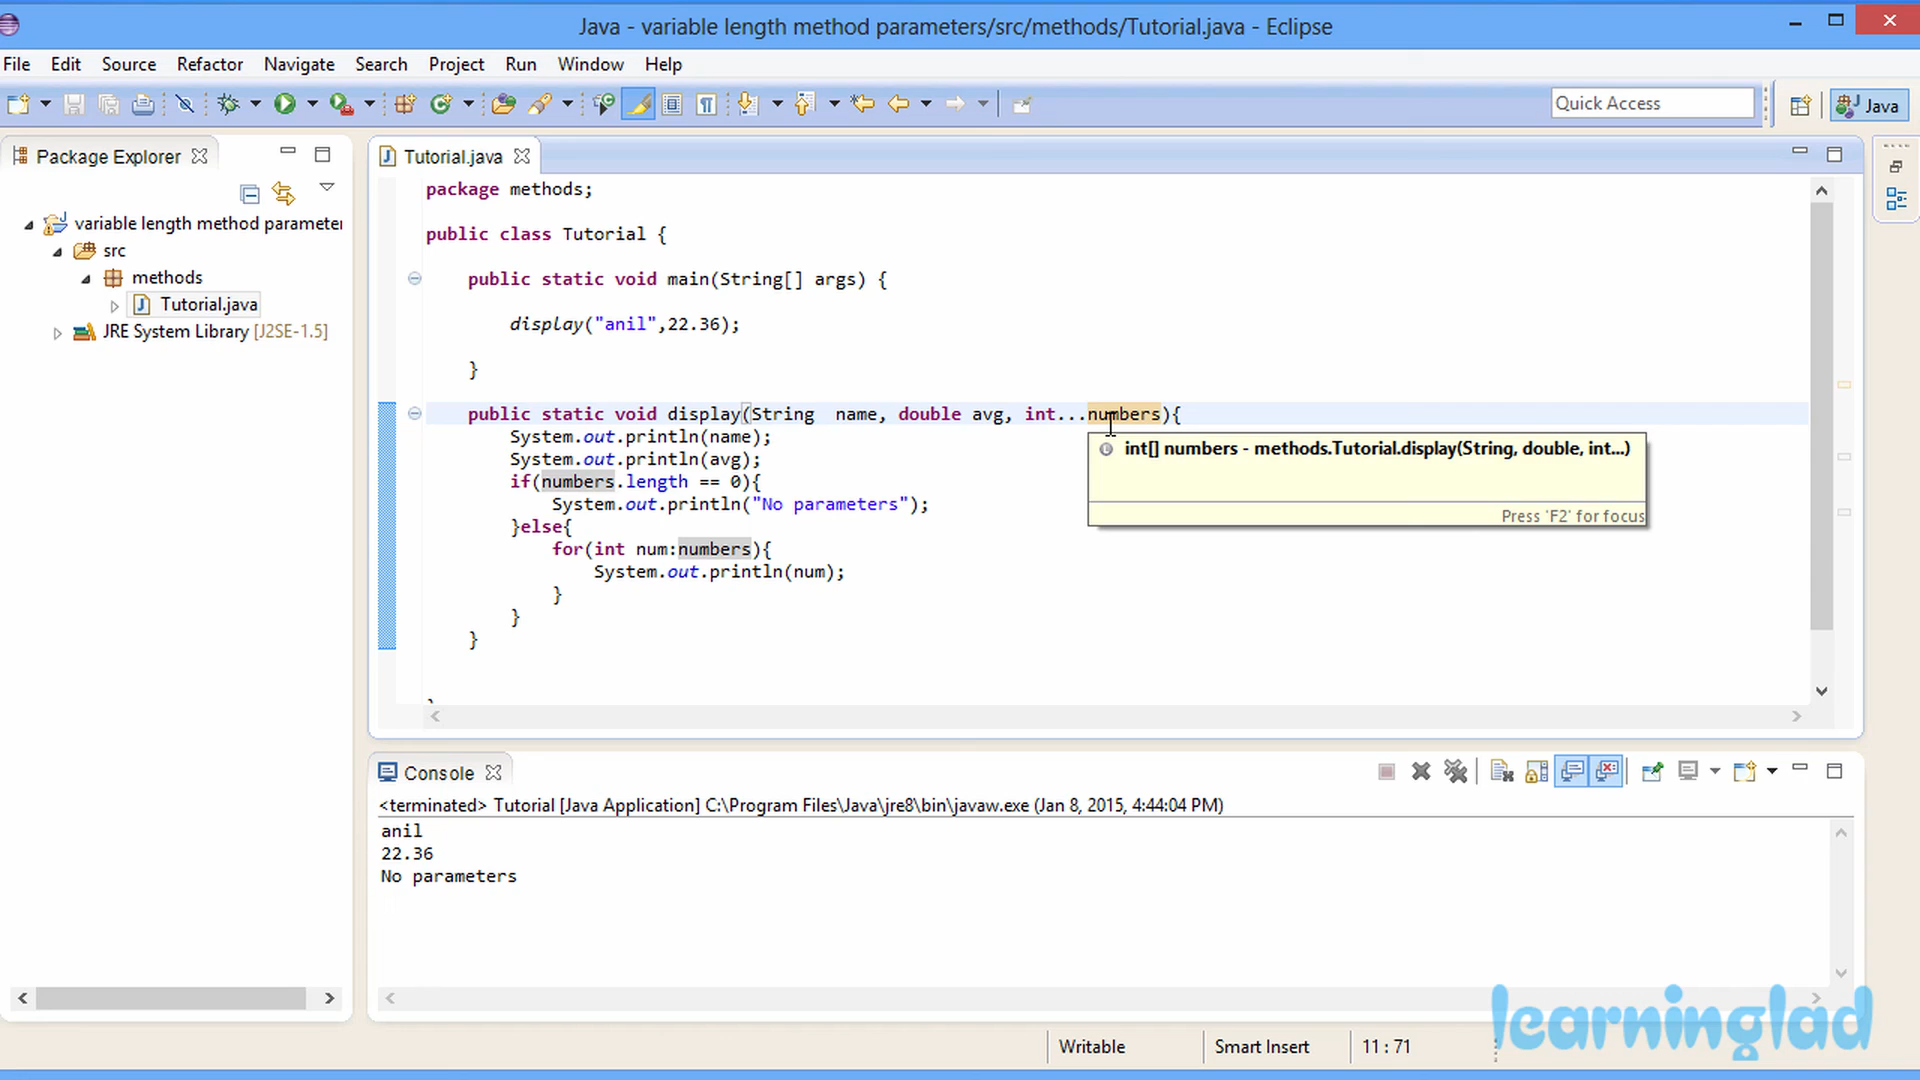 Java - variable length method parameters/src/methods/Tutorial.java - Eclipse
File Edit Source Refactor Navigate Search Project Run Window Help
Quick Access
Java
Package Explorer
variable length method parameter
src
methods
Tutorial.java
JRE System Library [J2SE-1.5]
Tutorial.java
package methods;
public class Tutorial {
public static void main(String[] args) {
display("anil",22.36);
}
public static void display(String  name, double avg, int...numbers){
System.out.println(name);
System.out.println(avg);
if(numbers.length == 0){
System.out.println("No parameters");
}else{
for(int num:numbers){
System.out.println(num);
}
}
}
int[] numbers - methods.Tutorial.display(String, double, int...)
Press 'F2' for focus
Console
<terminated> Tutorial [Java Application] C:\Program Files\Java\jre8\bin\javaw.exe (Jan 8, 2015, 4:44:04 PM)
anil
22.36
No parameters
learninglad
Writable Smart Insert 11 : 71